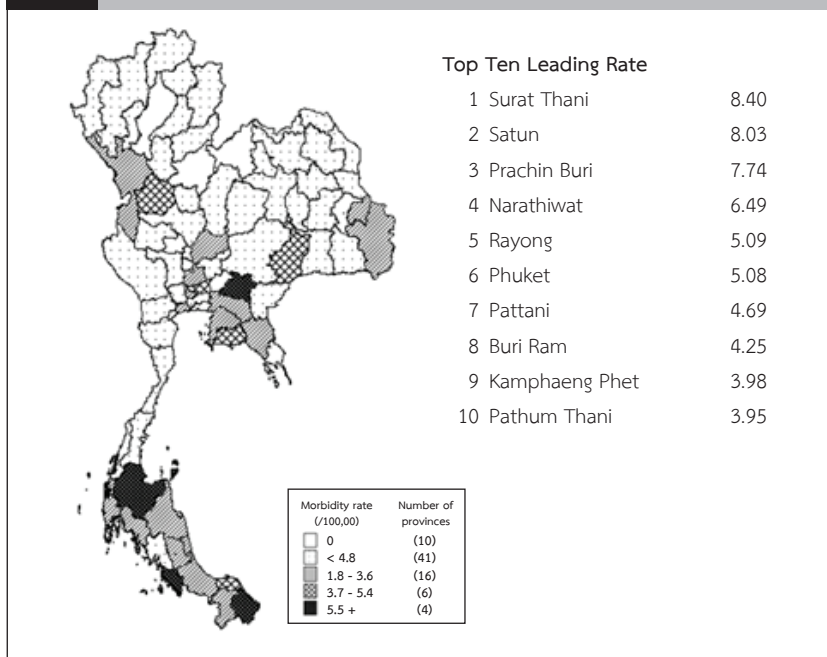 Top Ten Leading Rate
1 Surat Thani 8.40
2 Satun 8.03
3 Prachin Buri 7.74
4 Narathiwat 6.49
5 Rayong 5.09
6 Phuket 5.08
7 Pattani 4.69
8 Buri Ram 4.25
9 Kamphaeng Phet 3.98
10 Pathum Thani 3.95
Morbidity rate Number of
(/100,00) provinces
0 (10)
< 4.8 (41)
1.8 - 3.6 (16)
3.7 - 5.4 (6)
5.5 + (4)